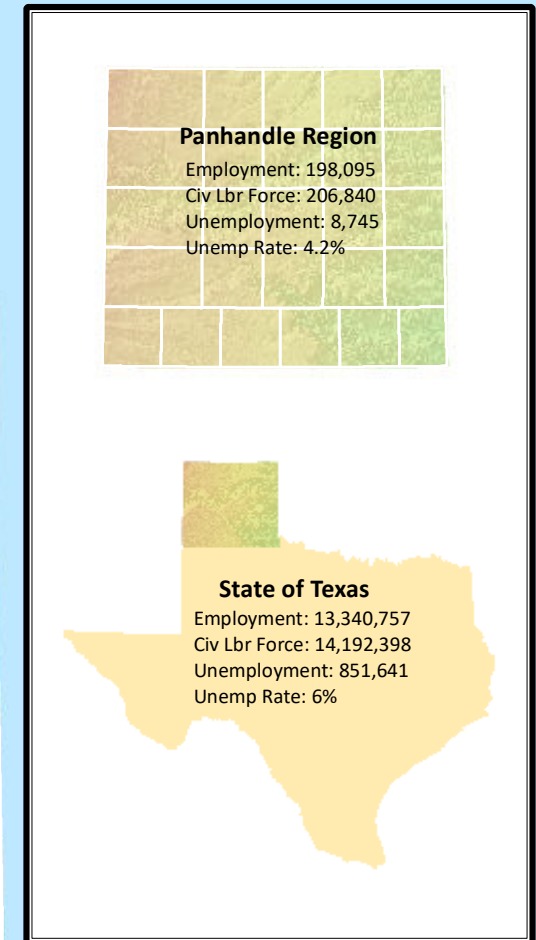 Panhandle Region
Employment: 198,095
Civ Lbr Force: 206,840
Unemployment: 8,745
Unemp Rate: 4.2%
State of Texas
Employment: 13,340,757
Civ Lbr Force: 14,192,398
Unemployment: 851,641
Unemp Rate: 6%